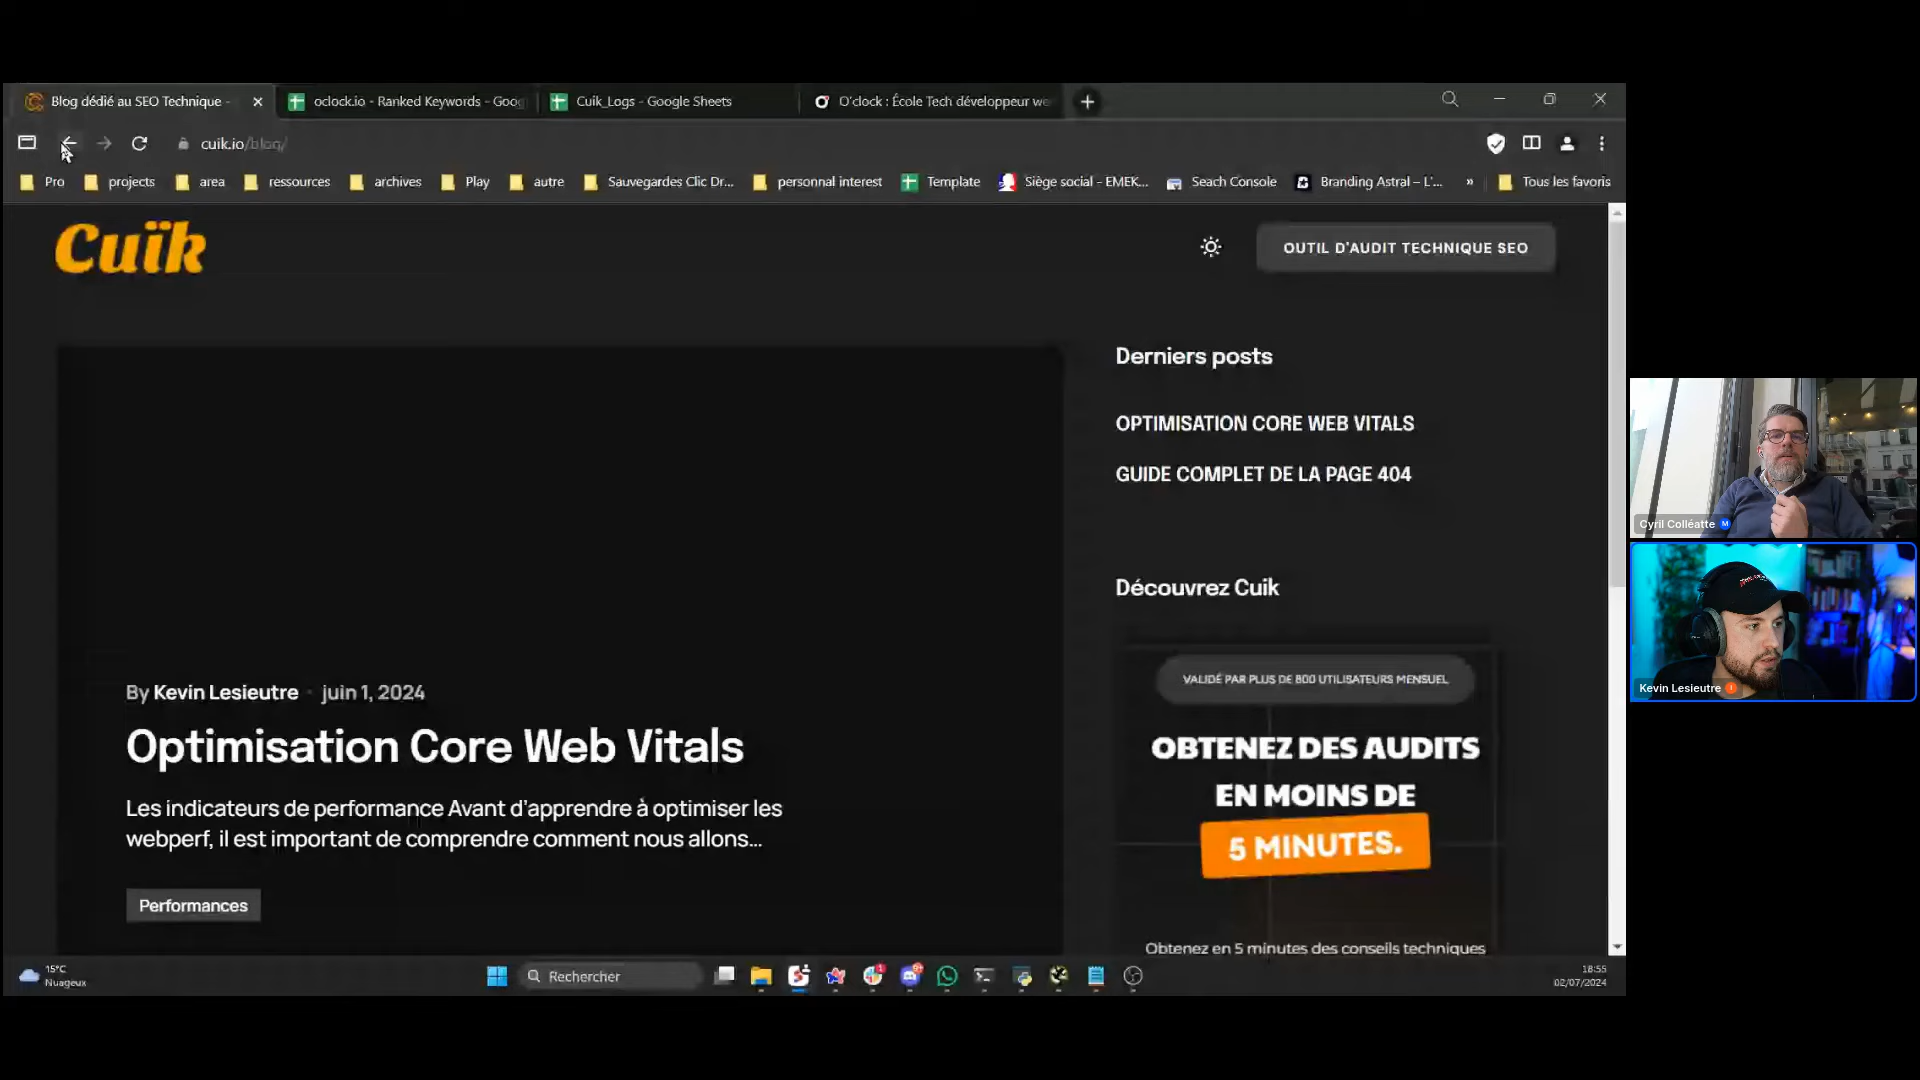 Blog dédié au SEO Technique -
oclock.io - Ranked Keywords - Goog
Cuik_Logs - Google Sheets
O'clock : École Tech développeur we
cuik.io/blog/
Pro
projects
area
ressources
archives
Play
autre
Sauvegardes Clic Dr...
personnal interest
Template
Siège social - EMEK...
Seach Console
Branding Astral – L'...
»
Tous les favoris
Cuïk
OUTIL D'AUDIT TECHNIQUE SEO
Derniers posts
OPTIMISATION CORE WEB VITALS
GUIDE COMPLET DE LA PAGE 404
Découvrez Cuik
VALIDÉ PAR PLUS DE 800 UTILISATEURS MENSUEL
OBTENEZ DES AUDITS
EN MOINS DE
5 MINUTES.
Obtenez en 5 minutes des conseils techniques
By Kevin Lesieutre - juin 1, 2024
Optimisation Core Web Vitals
Les indicateurs de performance Avant d'apprendre à optimiser les
webperf, il est important de comprendre comment nous allons...
Performances
Cyril Colléatte
Kevin Lesieutre
15°C
Nuageux
Rechercher
18:55
02/07/2024